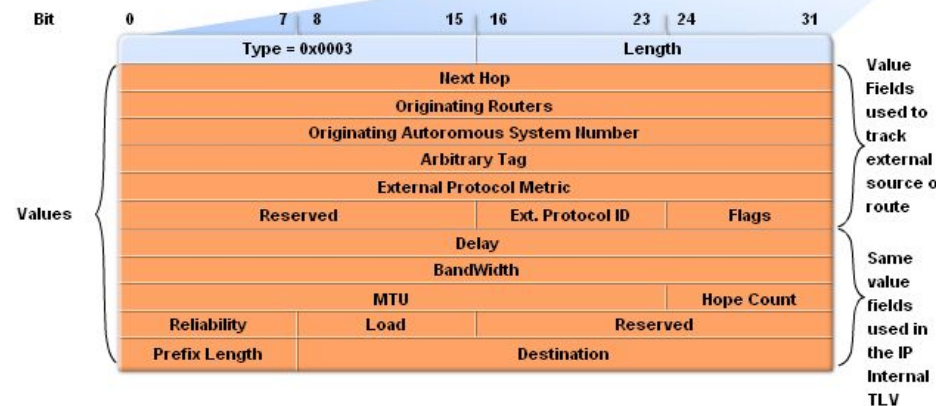 Bit 0 7 8 15 16 23 24 31
Type = 0x0003 Length
Next Hop
Originating Routers
Originating Autoromous System Number
Arbitrary Tag
External Protocol Metric
Reserved Ext. Protocol ID Flags
Delay
BandWidth
MTU Hope Count
Reliability Load Reserved
Prefix Length Destination
Values
Value
Fields
used to
track
external
source o
route
Same
value
fields
used in
the IP
Internal
TLV